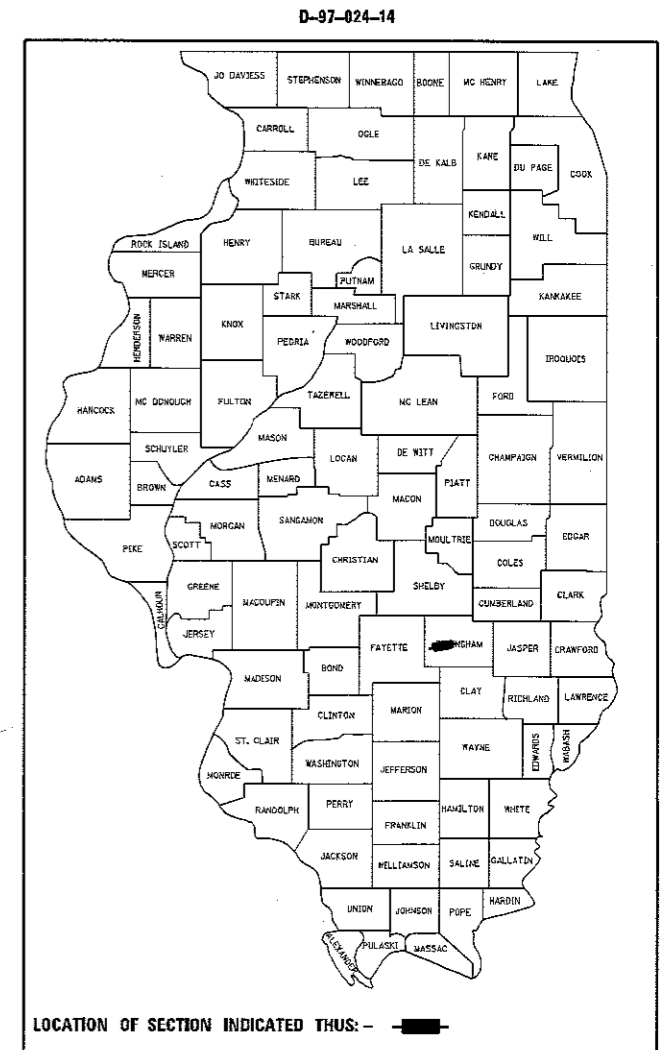 D-97-024-14
JO DAVIESS
STEPHENSON
WINNEBAGO
BOONE
MC HENRY
LAKE
CARROLL
OGLE
DE KALB
KANE
DU PAGE
COOK
WHITESIDE
LEE
KENDALL
WILL
ROCK ISLAND
HENRY
BUREAU
LA SALLE
GRUNDY
MERCER
PUTNAM
STARK
MARSHALL
KANKAKEE
HENDERSON
WARREN
KNOX
PEORIA
WOODFORD
LIVINGSTON
IROQUOIS
HANCOCK
MC DONOUGH
FULTON
TAZEWELL
MC LEAN
FORD
MASON
SCHUYLER
LOGAN
DE WITT
CHAMPAIGN
VERMILION
ADAMS
BROWN
CASS
MENARD
PIATT
MACON
MORGAN
SANGAMON
DOUGLAS
EDGAR
PIKE
SCOTT
CHRISTIAN
MOULTRIE
COLES
SHELBY
GREENE
MACOUPIN
MONTGOMERY
CUMBERLAND
CLARK
CALHOUN
JERSEY
FAYETTE
INGHAM
JASPER
CRAWFORD
MADISON
BOND
CLAY
RICHLAND
LAWRENCE
CLINTON
MARION
ST. CLAIR
WAYNE
EDWARDS
WABASH
WASHINGTON
JEFFERSON
MONROE
RANDOLPH
PERRY
HAMILTON
WHITE
FRANKLIN
JACKSON
WILLIAMSON
SALINE
GALLATIN
UNION
JOHNSON
POPE
HARDIN
ALEXANDER
PULASKI
MASSAC
LOCATION OF SECTION INDICATED THUS: -